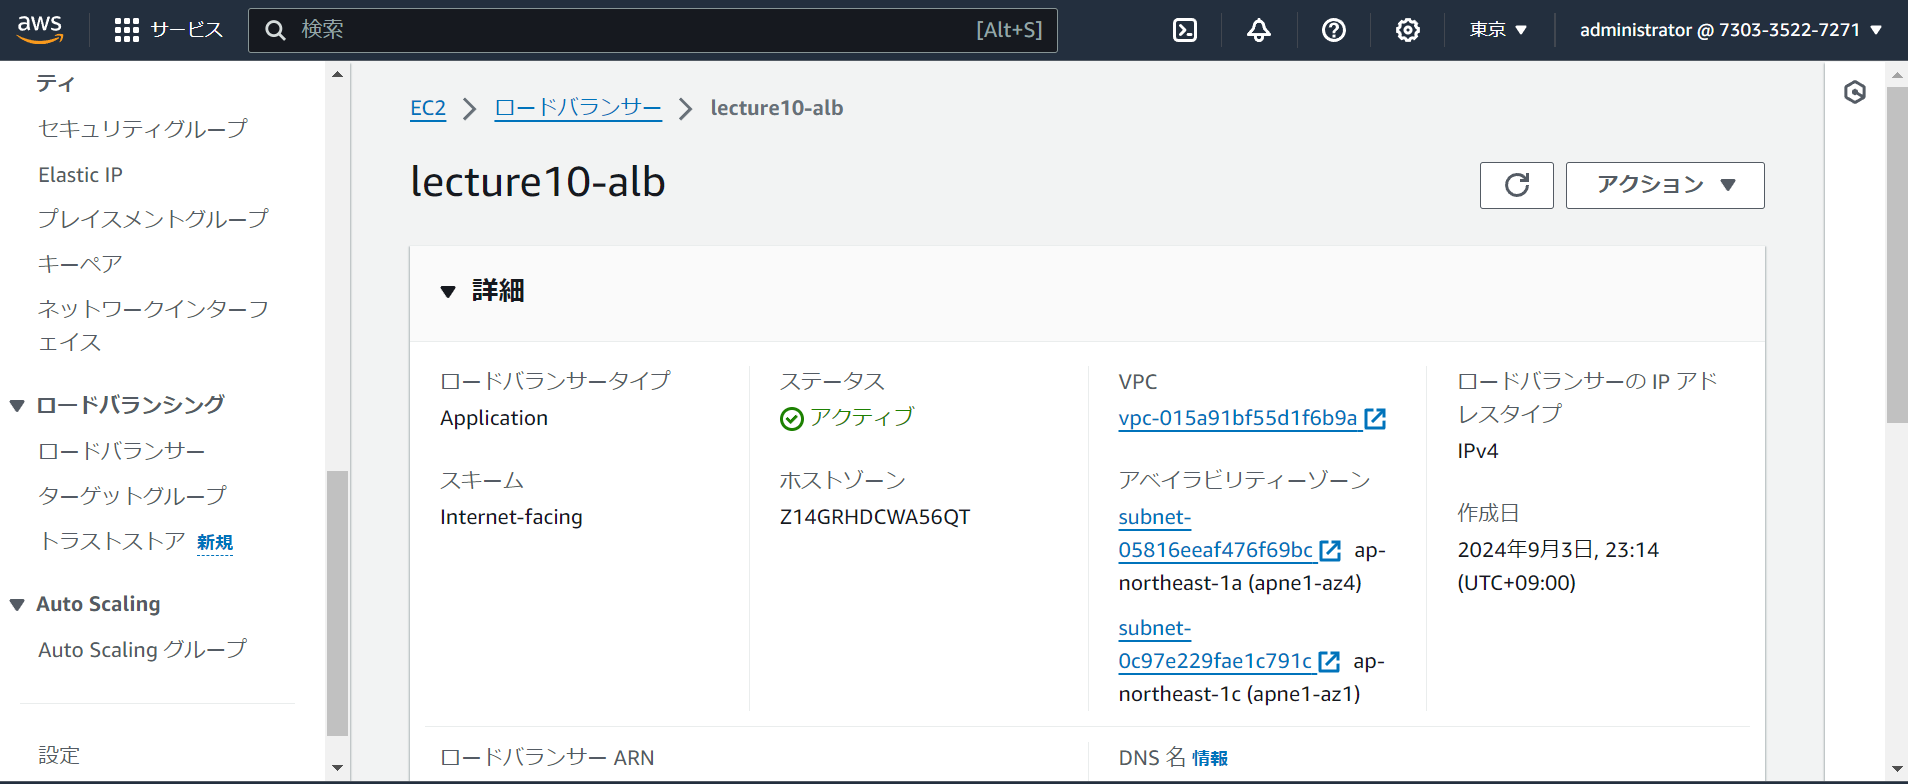 aws
サービス
検索
[Alt+S]
東京
administrator @ 7303-3522-7271
ティ
セキュリティグループ
Elastic IP
プレイスメントグループ
キーペア
ネットワークインターフ
ェイス
ロードバランシング
ロードバランサー
ターゲットグループ
トラストストア 新規
Auto Scaling
Auto Scaling グループ
設定
EC2 ロードバランサー lecture10-alb
lecture10-alb
アクション
詳細
ロードバランサータイプ
Application
スキーム
Internet-facing
ステータス
アクティブ
ホストゾーン
Z14GRHDCWA56QT
VPC
vpc-015a91bf55d1f6b9a
アベイラビリティーゾーン
subnet-
05816eeaf476f69bc ap-
northeast-1a (apne1-az4)
subnet-
0c97e229fae1c791c ap-
northeast-1c (apne1-az1)
ロードバランサーの IP アド
レスタイプ
IPv4
作成日
2024年9月3日, 23:14
(UTC+09:00)
ロードバランサー ARN
DNS 名 情報